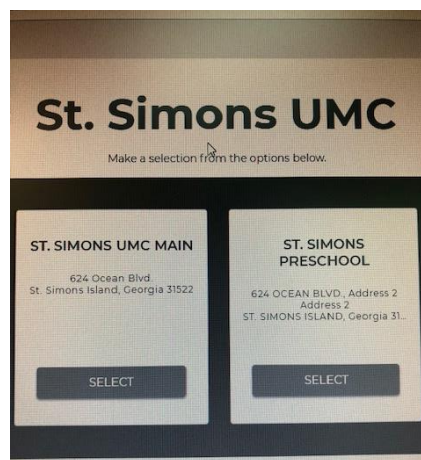 St. Simons UMC
Make a selection from the options below.
ST. SIMONS UMC MAIN
624 Ocean Blvd.
St. Simons Island, Georgia 31522
SELECT
ST. SIMONS
PRESCHOOL
624 OCEAN BLVD., Address 2
Address 2
ST. SIMONS ISLAND, Georgia 31...
SELECT